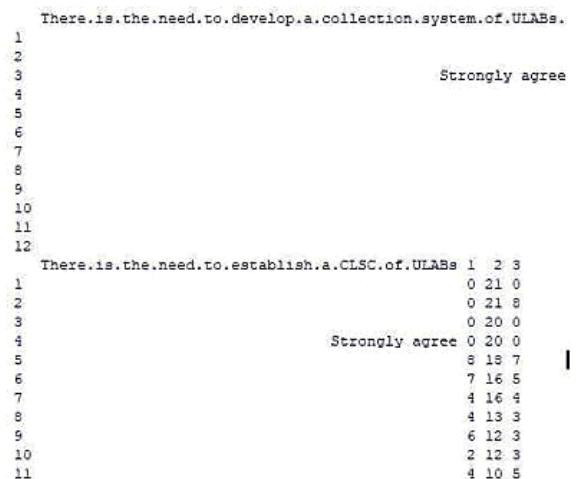 There.is.the.need.to.develop.a.collection.system.of.ULABs.
1
2
3 Strongly agree
4
5
6
7
8
9
10
11
12
There.is.the.need.to.establish.a.CLSC.of.ULABs 1 2 3
1 0 21 0
2 0 21 8
3 0 20 0
4 Strongly agree 0 20 0
5 8 18 7
6 7 16 5
7 4 16 4
8 4 13 3
9 6 12 3
10 2 12 3
11 4 10 5